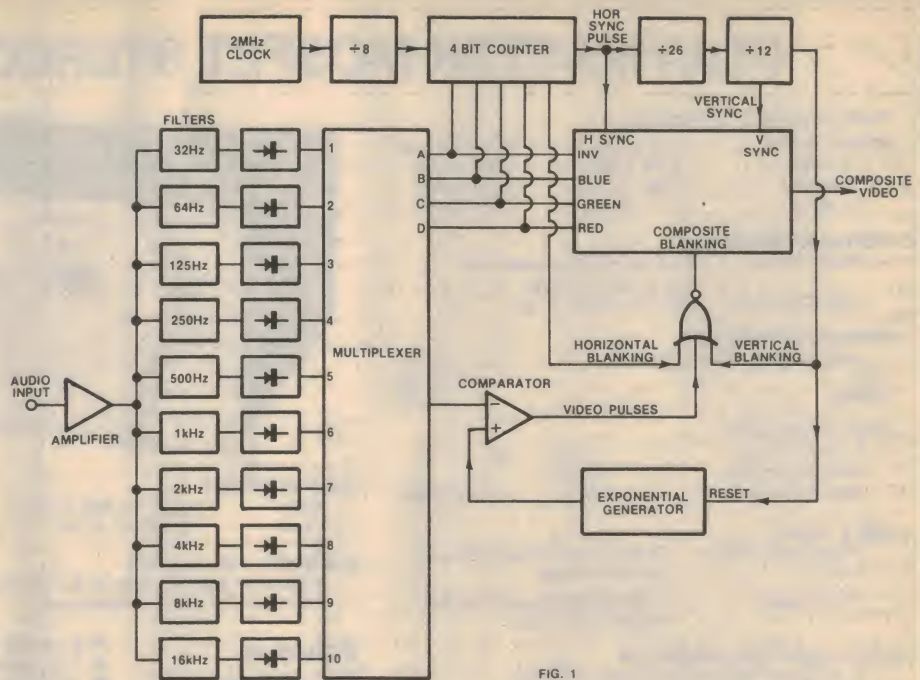 2MHz
CLOCK
÷8
4 BIT COUNTER
HOR
SYNC
PULSE
÷26
÷12
VERTICAL
SYNC
FILTERS
32Hz
64Hz
125Hz
250Hz
500Hz
1kHz
2kHz
4kHz
8kHz
16kHz
1
2
3
4
5
6
7
8
9
10
MULTIPLEXER
A
B
C
D
H SYNC
V
SYNC
INV
BLUE
GREEN
RED
COMPOSITE
BLANKING
COMPOSITE
VIDEO
HORIZONTAL
BLANKING
VERTICAL
BLANKING
AUDIO
INPUT
AMPLIFIER
COMPARATOR
−
+
VIDEO PULSES
EXPONENTIAL
GENERATOR
RESET
FIG. 1